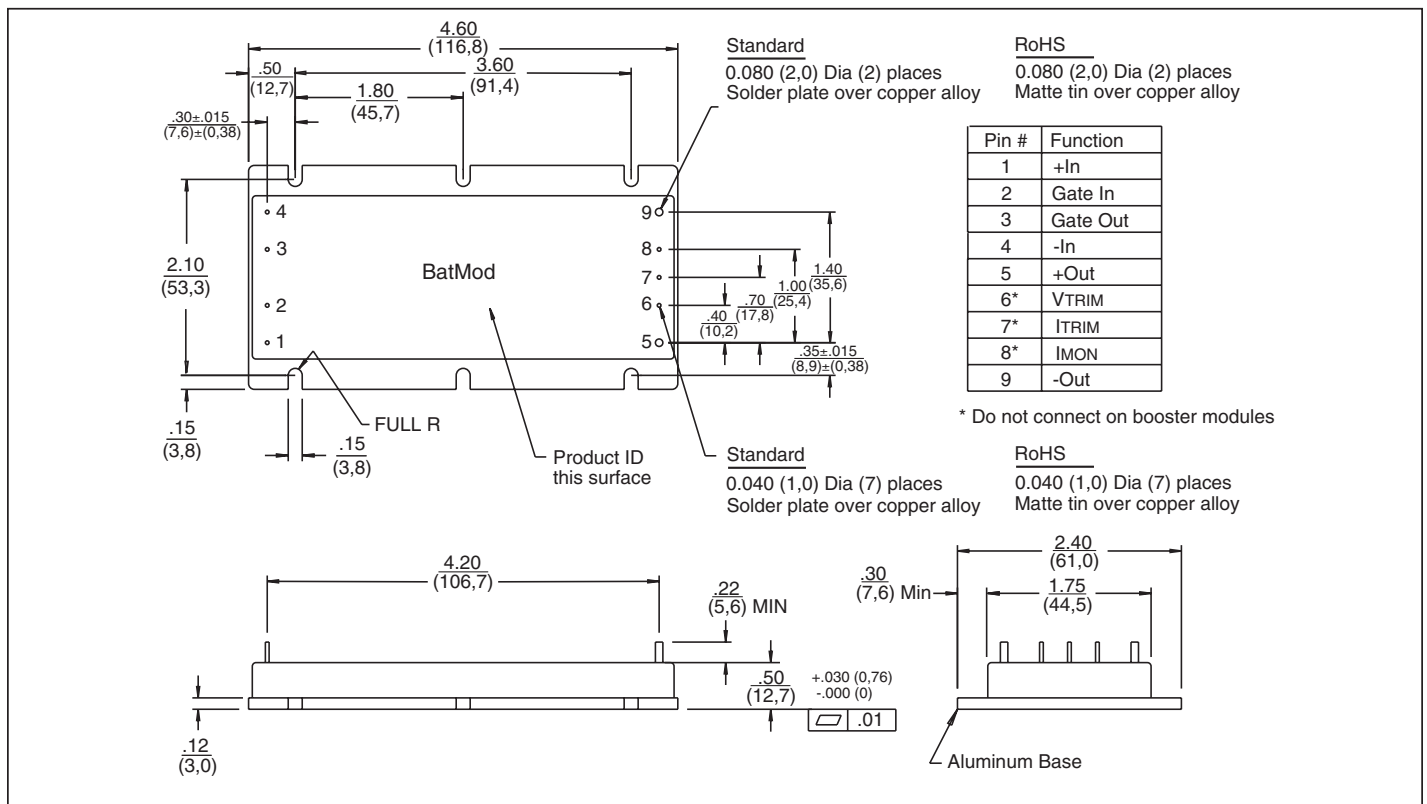 4.60
(116,8)
.50
(12,7)
3.60
(91,4)
1.80
(45,7)
.30±.015
(7,6)±(0,38)
Standard
0.080 (2,0) Dia (2) places
Solder plate over copper alloy
RoHS
0.080 (2,0) Dia (2) places
Matte tin over copper alloy
Pin # Function
1 +In
2 Gate In
3 Gate Out
4 -In
5 +Out
6* VTRIM
7* ITRIM
8* IMON
9 -Out
* Do not connect on booster modules
4
3
2
1
BatMod
9
8
7
6
5
2.10
(53,3)
1.40
(35,6)
1.00
(25,4)
.70
(17,8)
.40
(10,2)
.35±.015
(8,9)±(0,38)
.15
(3,8)
.15
(3,8)
FULL R
Product ID
this surface
Standard
0.040 (1,0) Dia (7) places
Solder plate over copper alloy
RoHS
0.040 (1,0) Dia (7) places
Matte tin over copper alloy
4.20
(106,7)
.22
(5,6) MIN
.50
(12,7)
+.030 (0,76)
-.000 (0)
.01
.12
(3,0)
2.40
(61,0)
.30
(7,6) Min
1.75
(44,5)
Aluminum Base